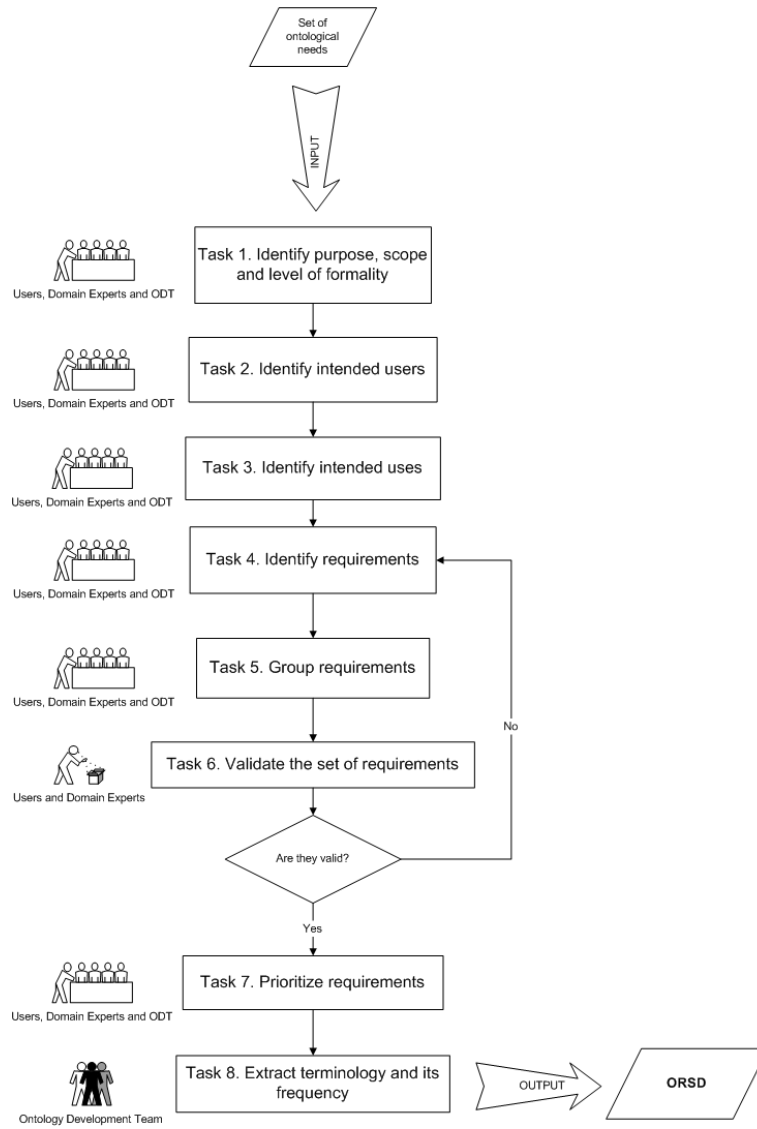 Set of
ontological
needs
INPUT
Task 1. Identify purpose, scope
and level of formality
Users, Domain Experts and ODT
Task 2. Identify intended users
Users, Domain Experts and ODT
Task 3. Identify intended uses
Users, Domain Experts and ODT
Task 4. Identify requirements
Users, Domain Experts and ODT
Task 5. Group requirements
Users, Domain Experts and ODT
No
Task 6. Validate the set of requirements
Users and Domain Experts
Are they valid?
Yes
Task 7. Prioritize requirements
Users, Domain Experts and ODT
Task 8. Extract terminology and its
frequency
Ontology Development Team
OUTPUT
ORSD